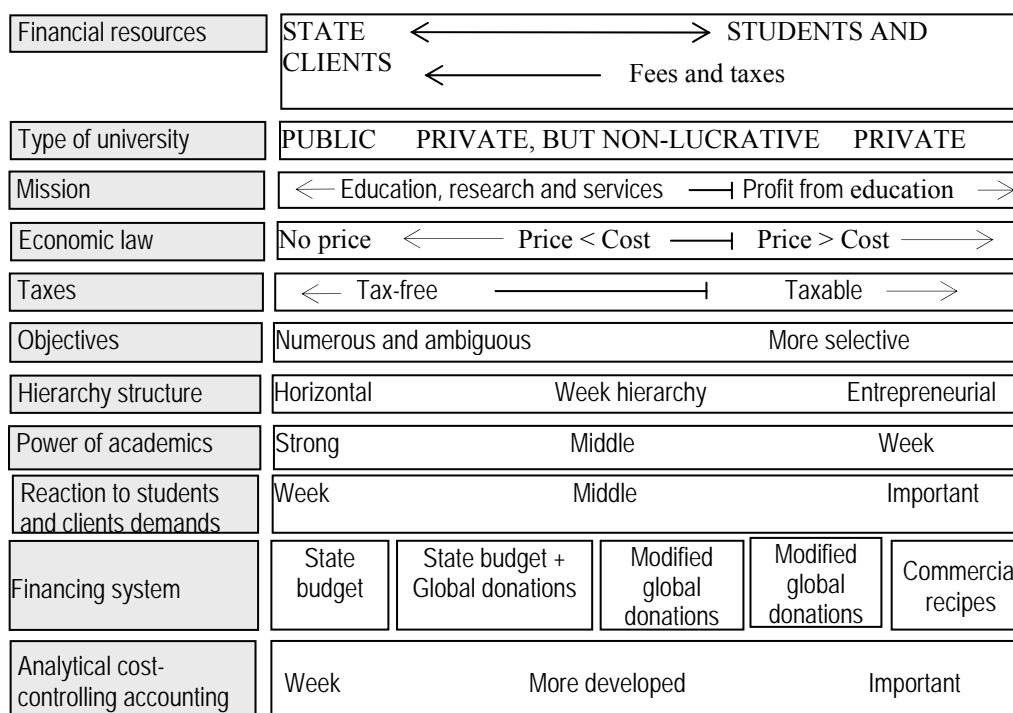 Financial resources
STATE STUDENTS AND
CLIENTS
Fees and taxes
Type of university
PUBLIC PRIVATE, BUT NON-LUCRATIVE PRIVATE
Mission
Education, research and services Profit from education
Economic law
No price Price < Cost Price > Cost
Taxes
Tax-free Taxable
Objectives
Numerous and ambiguous More selective
Hierarchy structure
Horizontal Week hierarchy Entrepreneurial
Power of academics
Strong Middle Week
Reaction to students
and clients demands
Week Middle Important
Financing system
State
budget
State budget +
Global donations
Modified
global
donations
Modified
global
donations
Commercia
recipes
Analytical cost-
controlling accounting
Week More developed Important